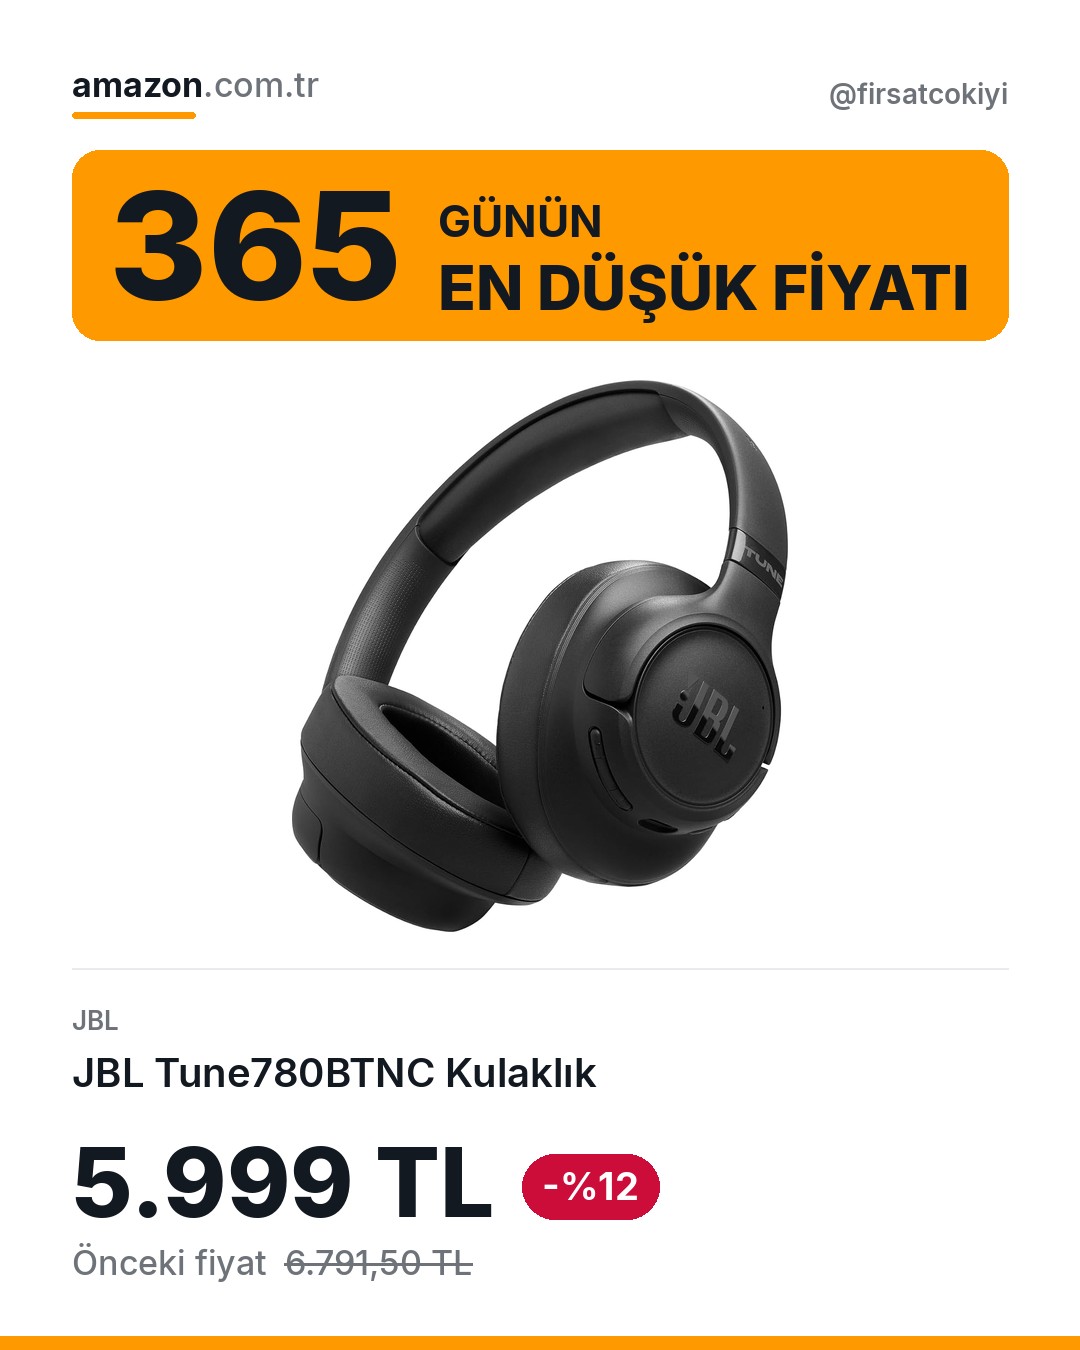 amazon.com.tr
@firsatcokiyi
365
GÜNÜN
EN DÜŞÜK FİYATI
TUNE
JBL
JBL
JBL Tune780BTNC Kulaklık
5.999 TL -%12
Önceki fiyat 6.791,50 TL